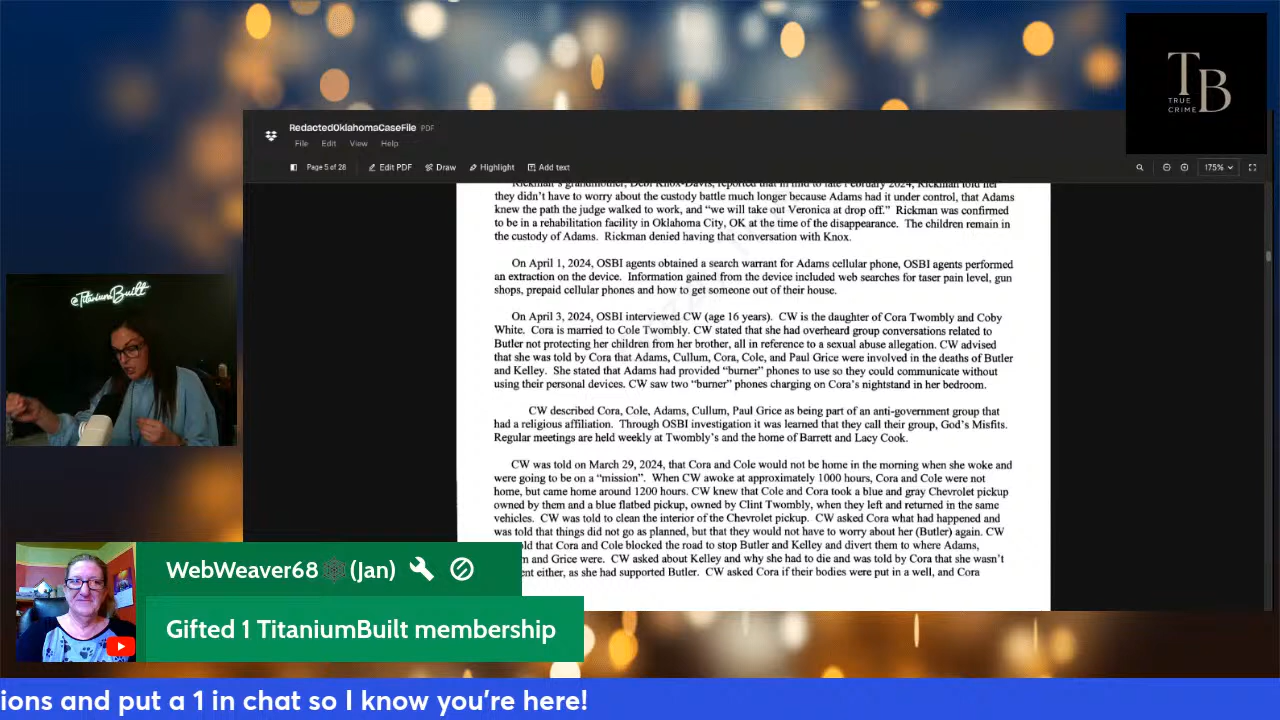 TB
TRUE
CRIME
RedactedOklahomaCaseFile PDF
File Edit View Help
Page 5 of 28 Edit PDF Draw Highlight Add text 175%
Rickman's grandmother, Debi Knox-Davis, reported that in mid to late February 2024, Rickman told her
they didn't have to worry about the custody battle much longer because Adams had it under control, that Adams
knew the path the judge walked to work, and "we will take out Veronica at drop off." Rickman was confirmed
to be in a rehabilitation facility in Oklahoma City, OK at the time of the disappearance. The children remain in
the custody of Adams. Rickman denied having that conversation with Knox.
On April 1, 2024, OSBI agents obtained a search warrant for Adams cellular phone, OSBI agents performed
an extraction on the device. Information gained from the device included web searches for taser pain level, gun
shops, prepaid cellular phones and how to get someone out of their house.
On April 3, 2024, OSBI interviewed CW (age 16 years). CW is the daughter of Cora Twombly and Coby
White. Cora is married to Cole Twombly. CW stated that she had overheard group conversations related to
Butler not protecting her children from her brother, all in reference to a sexual abuse allegation. CW advised
that she was told by Cora that Adams, Cullum, Cora, Cole, and Paul Grice were involved in the deaths of Butler
and Kelley. She stated that Adams had provided "burner" phones to use so they could communicate without
using their personal devices. CW saw two "burner" phones charging on Cora's nightstand in her bedroom.
CW described Cora, Cole, Adams, Cullum, Paul Grice as being part of an anti-government group that
had a religious affiliation. Through OSBI investigation it was learned that they call their group, God's Misfits.
Regular meetings are held weekly at Twombly's and the home of Barrett and Lacy Cook.
CW was told on March 29, 2024, that Cora and Cole would not be home in the morning when she woke and
were going to be on a "mission". When CW awoke at approximately 1000 hours, Cora and Cole were not
home, but came home around 1200 hours. CW knew that Cole and Cora took a blue and gray Chevrolet pickup
owned by them and a blue flatbed pickup, owned by Clint Twombly, when they left and returned in the same
vehicles. CW was told to clean the interior of the Chevrolet pickup. CW asked Cora what had happened and
was told that things did not go as planned, but that they would not have to worry about her (Butler) again. CW
that Cora and Cole blocked the road to stop Butler and Kelley and divert them to where Adams,
and Grice were. CW asked about Kelley and why she had to die and was told by Cora that she wasn't
either, as she had supported Butler. CW asked Cora if their bodies were put in a well, and Cora
@TitaniumBuilt
WebWeaver68 (Jan)
Gifted 1 TitaniumBuilt membership
ions and put a 1 in chat so I know you're here!